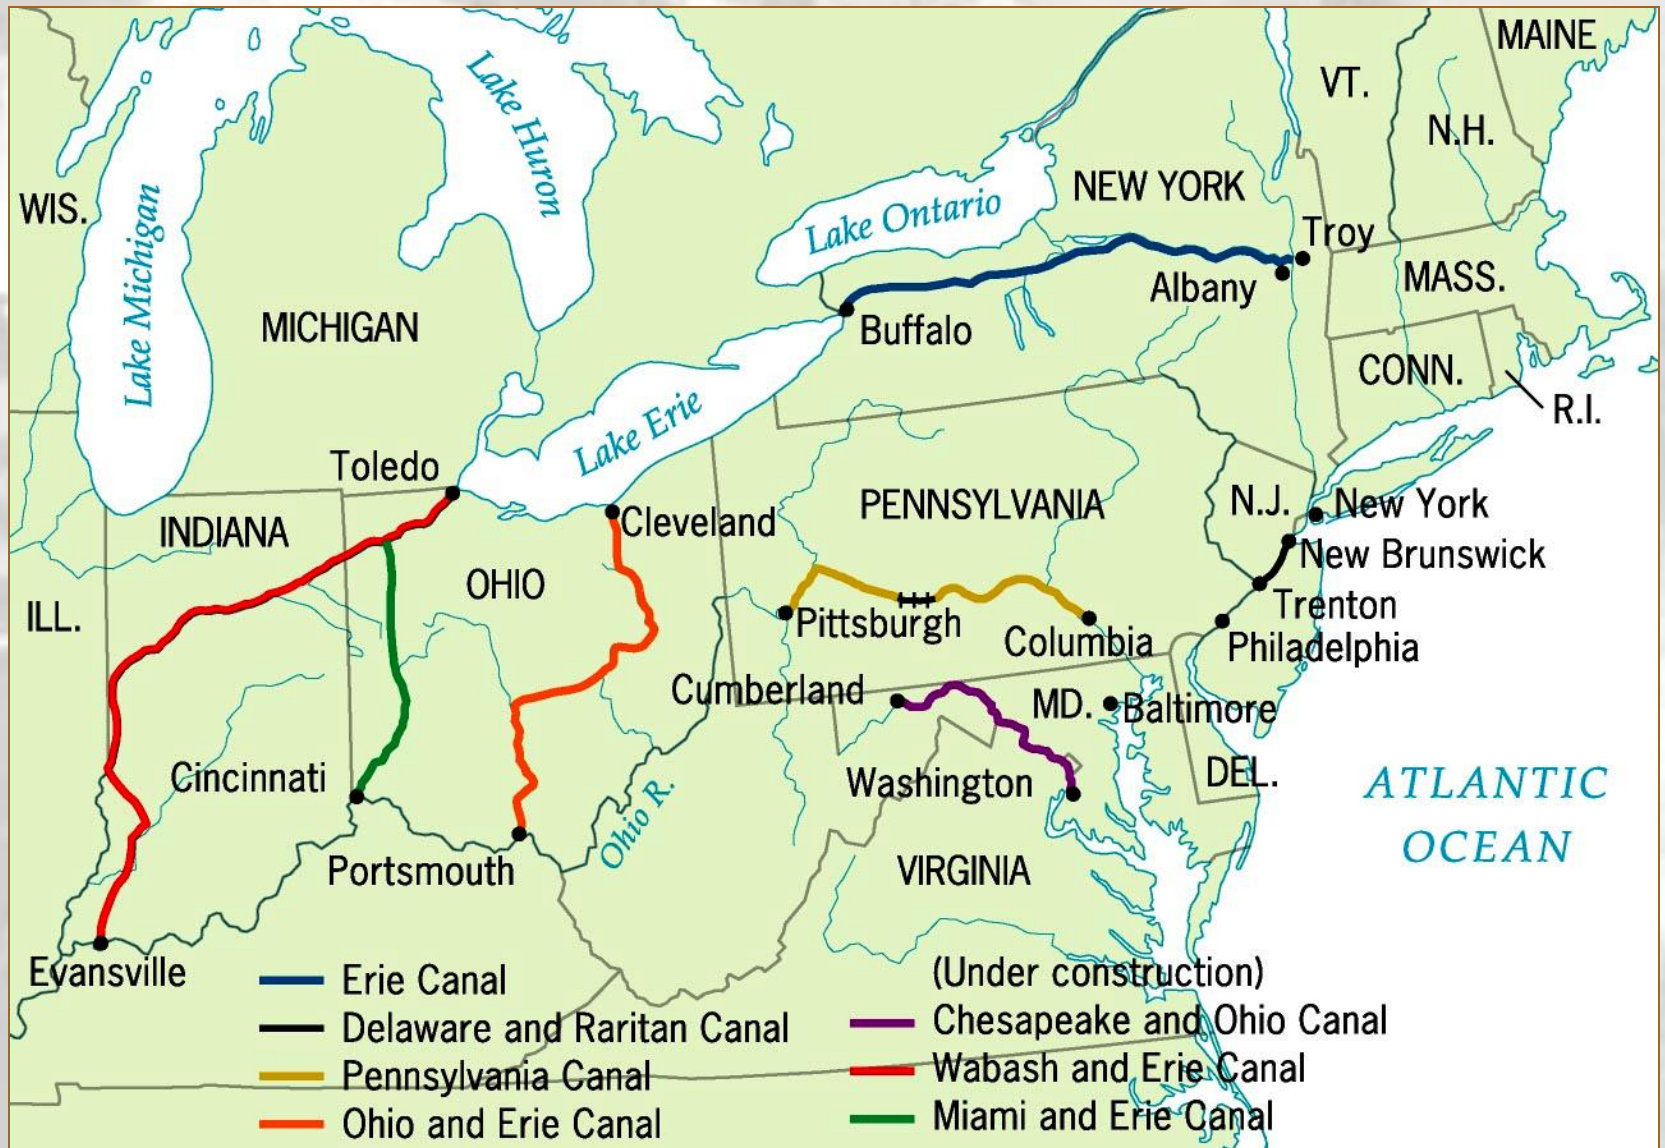 MAINE
VT.
N.H.
Lake Huron
WIS.
Lake Michigan
NEW YORK
Lake Ontario
Troy
Albany
MASS.
MICHIGAN
Buffalo
CONN.
R.I.
Lake Erie
Toledo
Cleveland
PENNSYLVANIA
N.J.
New York
INDIANA
New Brunswick
OHIO
ILL.
Trenton
Pittsburgh
Columbia
Philadelphia
Cumberland
MD.
Baltimore
Cincinnati
Washington
DEL.
ATLANTIC
OCEAN
Ohio R.
Portsmouth
VIRGINIA
Evansville
Erie Canal
Delaware and Raritan Canal
Pennsylvania Canal
Ohio and Erie Canal
(Under construction)
Chesapeake and Ohio Canal
Wabash and Erie Canal
Miami and Erie Canal